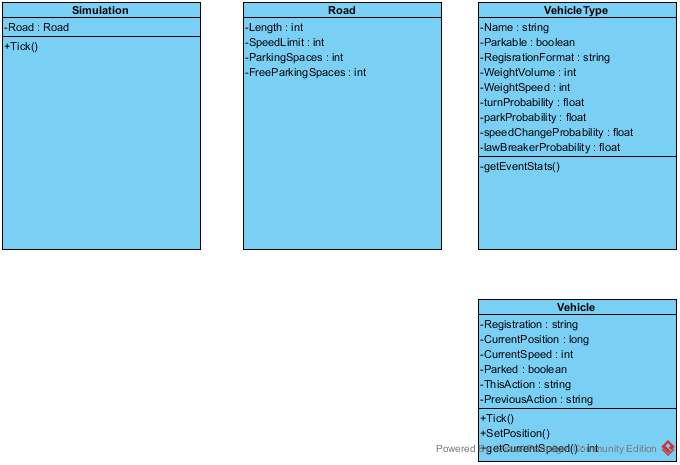 Simulation
-Road : Road
+Tick()
Road
-Length : int
-SpeedLimit : int
-ParkingSpaces : int
-FreeParkingSpaces : int
VehicleType
-Name : string
-Parkable : boolean
-RegisrationFormat : string
-WeightVolume : int
-WeightSpeed : int
-turnProbability : float
-parkProbability : float
-speedChangeProbability : float
-lawBreakerProbability : float
-getEventStats()
Vehicle
-Registration : string
-CurrentPosition : long
-CurrentSpeed : int
-Parked : boolean
-ThisAction : string
-PreviousAction : string
+Tick()
+SetPosition()
+getCurrentSpeed() : int
Powered Community Edition